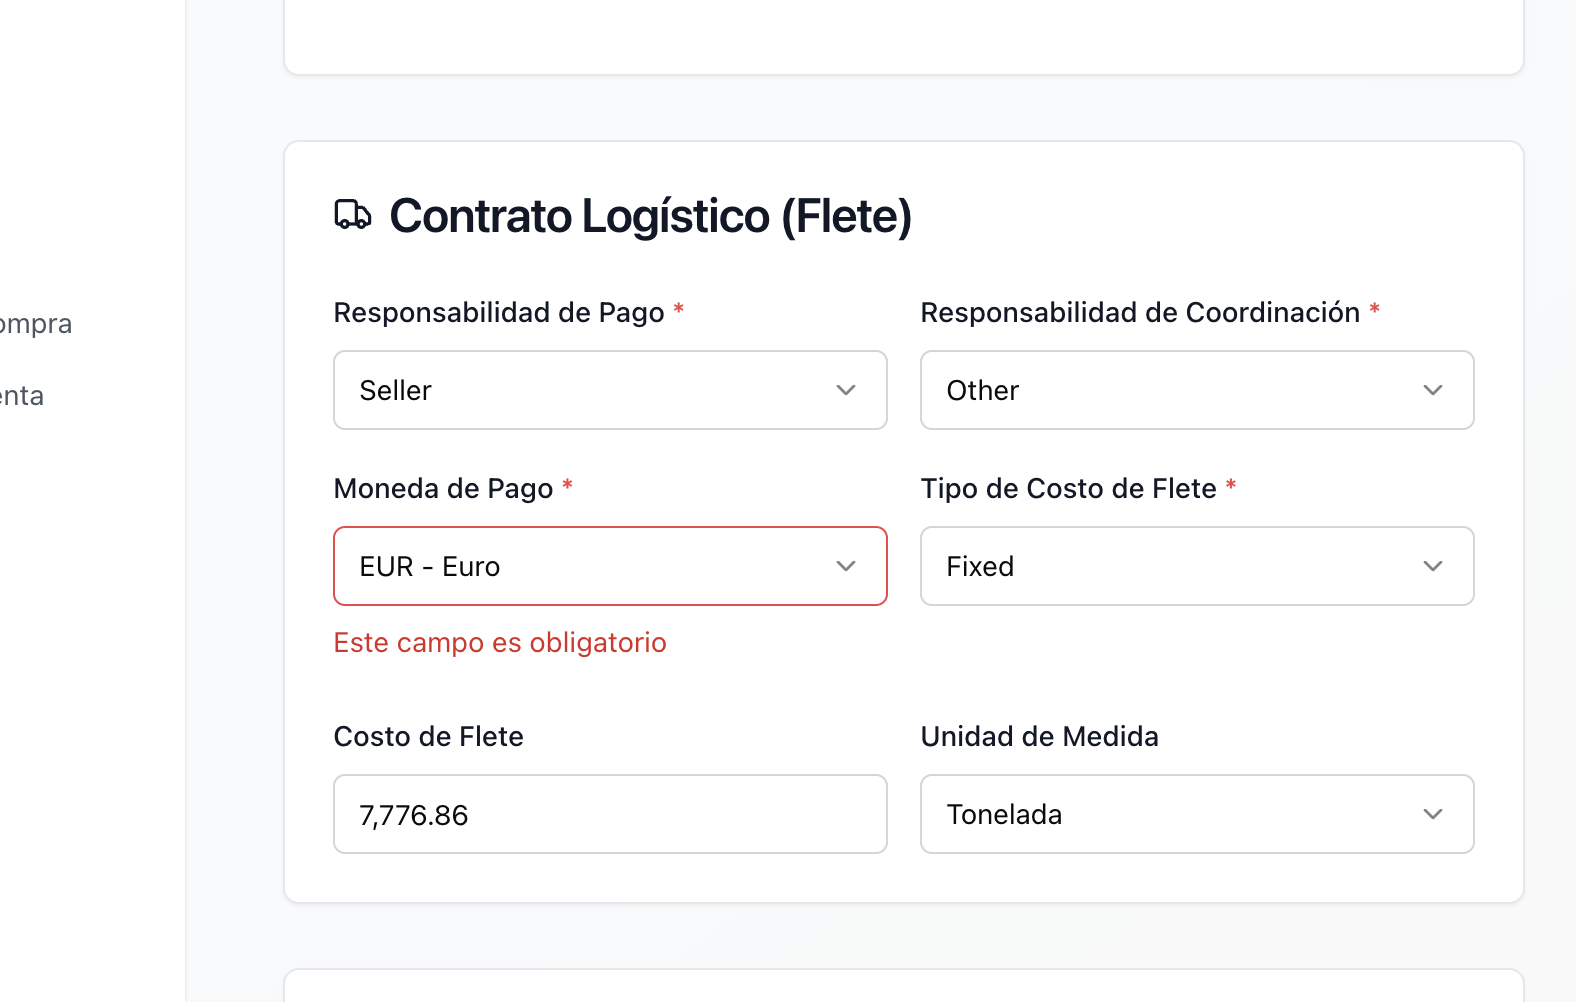 Contrato Logístico (Flete)
Responsabilidad de Pago *
Responsabilidad de Coordinación *
Seller
Other
Moneda de Pago *
Tipo de Costo de Flete *
EUR - Euro
Fixed
Este campo es obligatorio
Costo de Flete
Unidad de Medida
7,776.86
Tonelada
ompra
enta